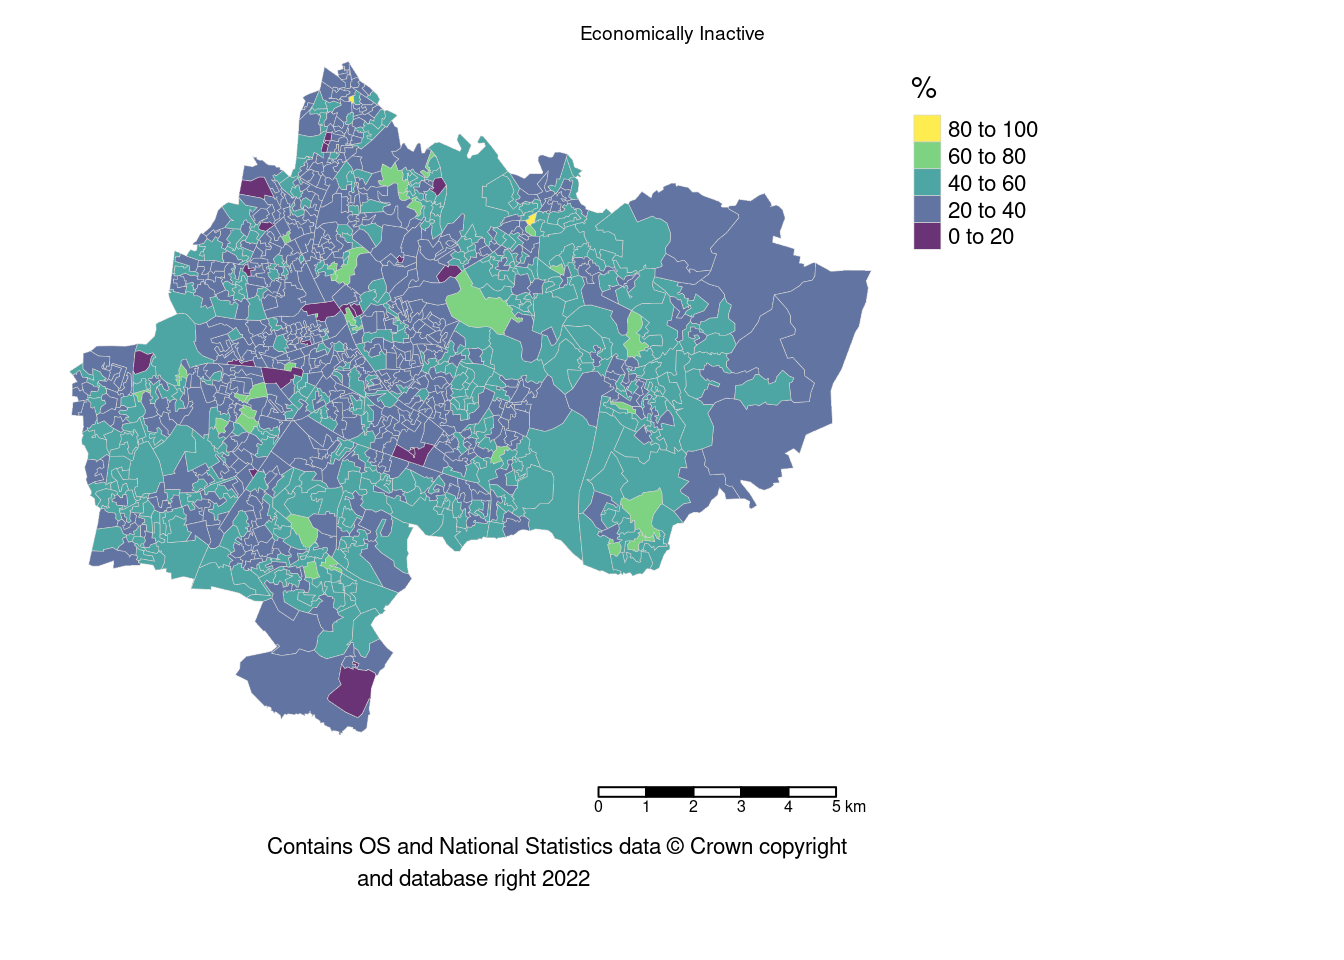 Economically Inactive
%
80 to 100
60 to 80
40 to 60
20 to 40
0 to 20
0 1 2 3 4 5 km
Contains OS and National Statistics data © Crown copyright
and database right 2022